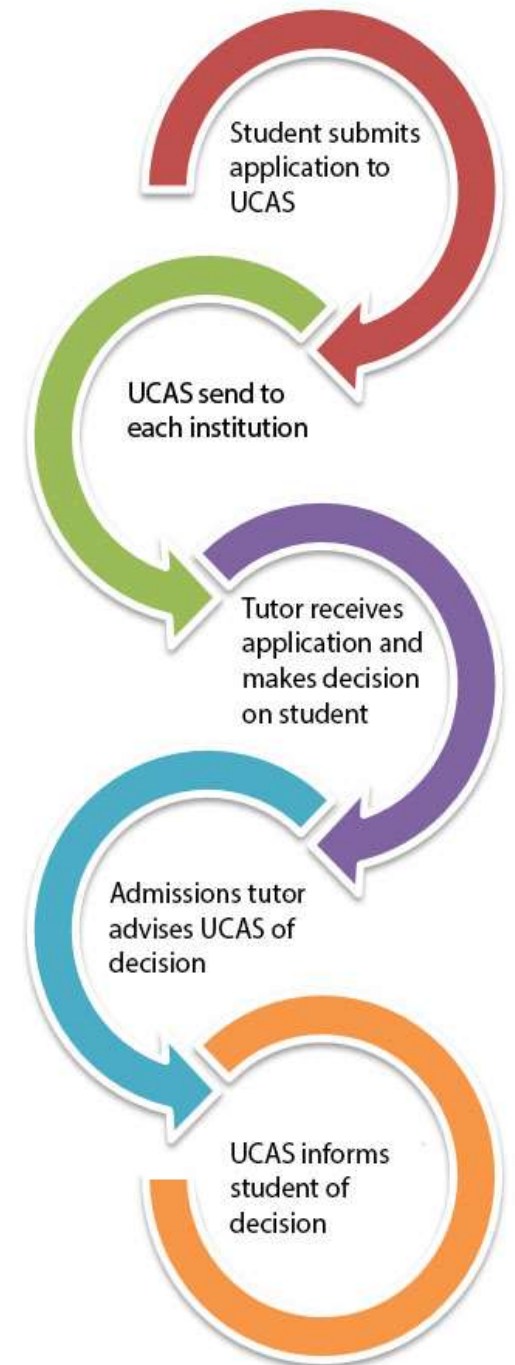 Student submits
application to
UCAS
UCAS send to
each institution
Tutor receives
application and
makes decision
on student
Admissions tutor
advises UCAS of
decision
UCAS informs
student of
decision